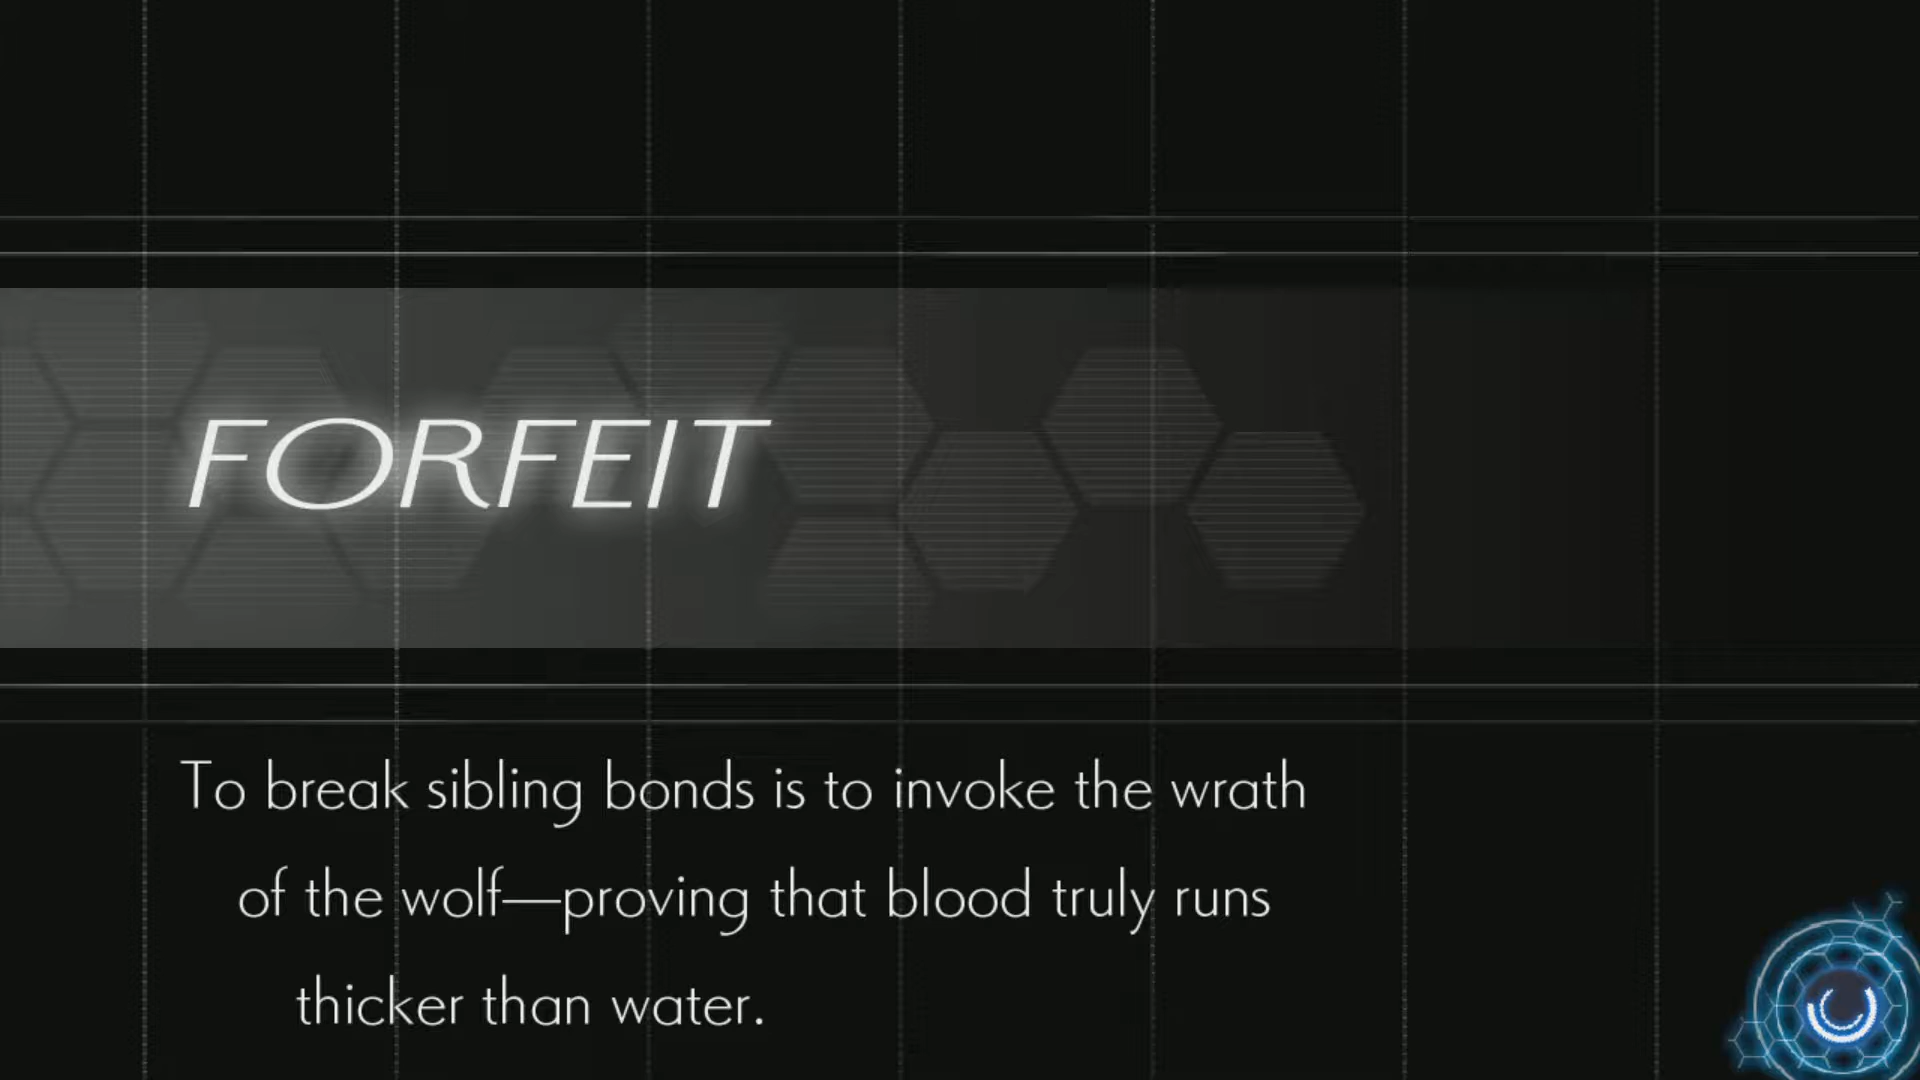 FORFEIT
To break sibling bonds is to invoke the wrath
of the wolf—proving that blood truly runs
thicker than water.